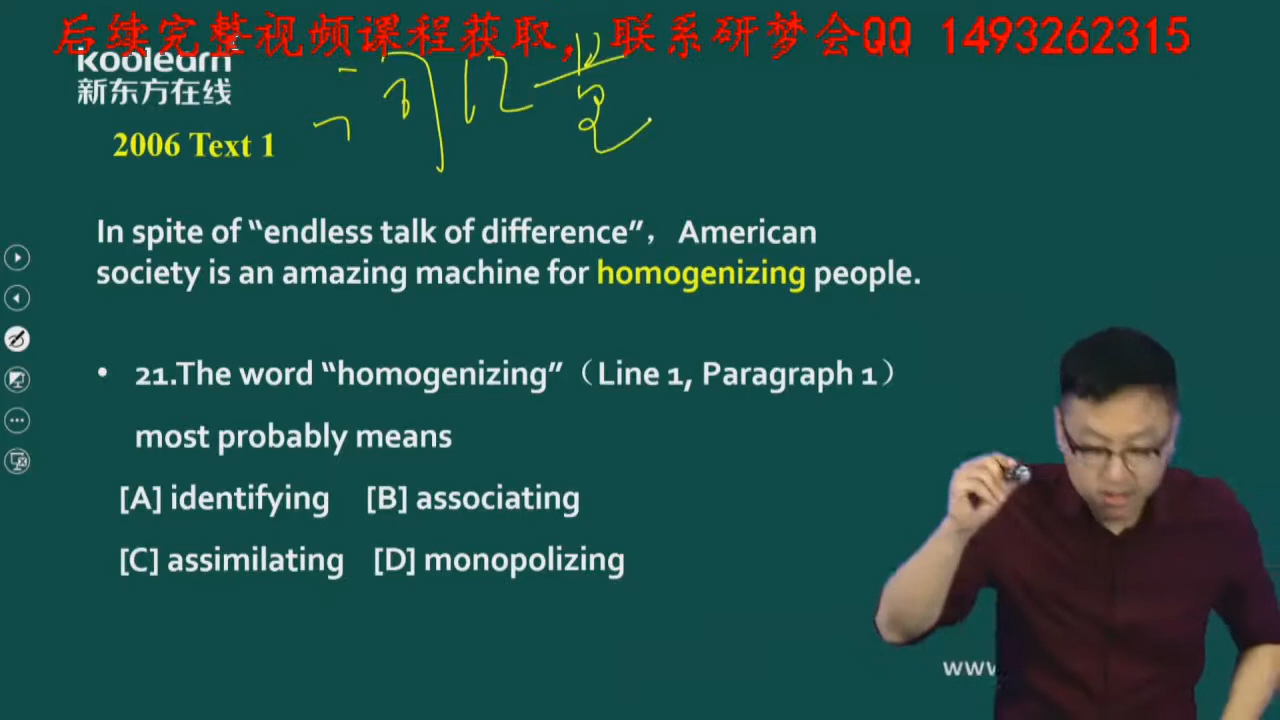 后续完整视频课程获取，联系研梦会QQ 1493262315
koolearn
新东方在线
2006 Text 1
In spite of “endless talk of difference”， American
society is an amazing machine for homogenizing people.
• 21.The word “homogenizing”（Line 1, Paragraph 1）
most probably means
[A] identifying [B] associating
[C] assimilating [D] monopolizing
www